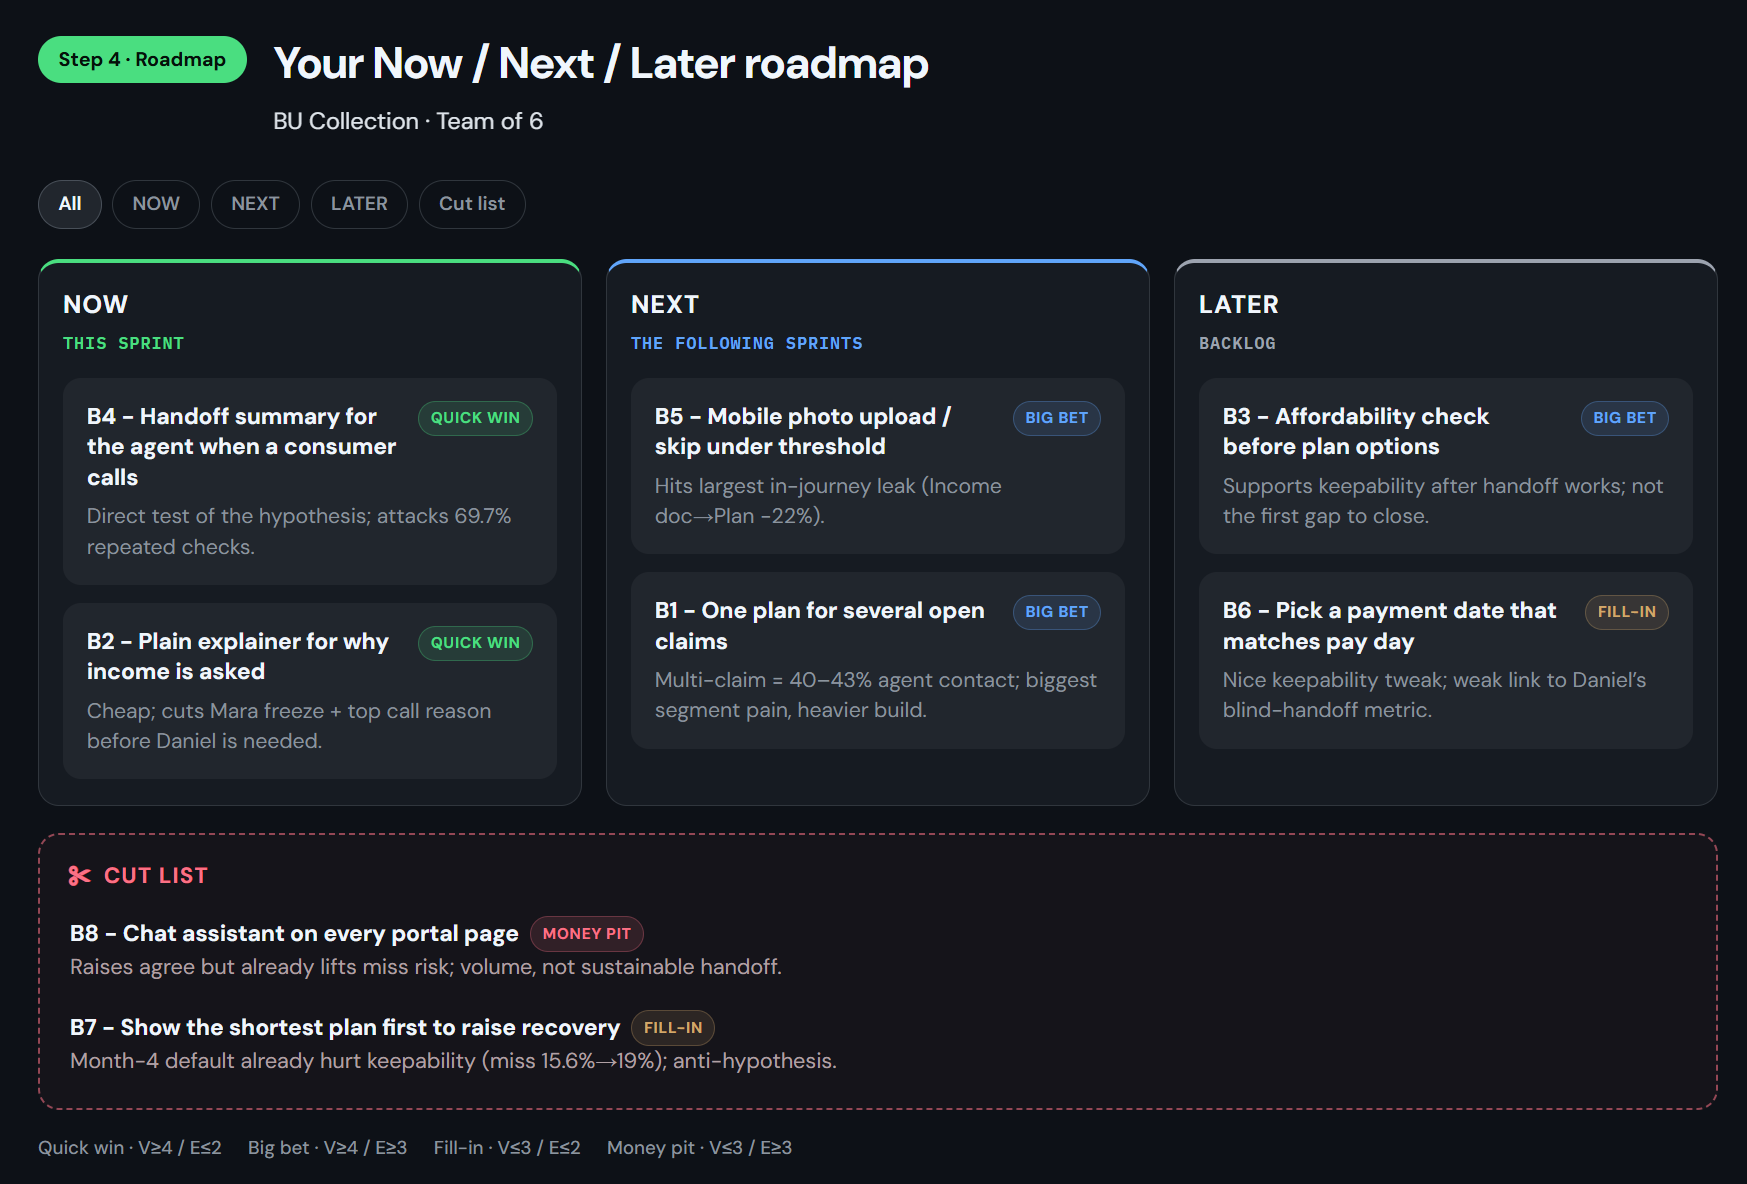 Step 4 · Roadmap
Your Now / Next / Later roadmap
BU Collection · Team of 6
All
NOW
NEXT
LATER
Cut list
NOW
THIS SPRINT
B4 – Handoff summary for
the agent when a consumer
calls
QUICK WIN
Direct test of the hypothesis; attacks 69.7%
repeated checks.
B2 – Plain explainer for why
income is asked
QUICK WIN
Cheap; cuts Mara freeze + top call reason
before Daniel is needed.
NEXT
THE FOLLOWING SPRINTS
B5 – Mobile photo upload /
skip under threshold
BIG BET
Hits largest in-journey leak (Income
doc→Plan -22%).
B1 – One plan for several open
claims
BIG BET
Multi-claim = 40–43% agent contact; biggest
segment pain, heavier build.
LATER
BACKLOG
B3 – Affordability check
before plan options
BIG BET
Supports keepability after handoff works; not
the first gap to close.
B6 – Pick a payment date that
matches pay day
FILL-IN
Nice keepability tweak; weak link to Daniel’s
blind-handoff metric.
CUT LIST
B8 – Chat assistant on every portal page
MONEY PIT
Raises agree but already lifts miss risk; volume, not sustainable handoff.
B7 – Show the shortest plan first to raise recovery
FILL-IN
Month-4 default already hurt keepability (miss 15.6%→19%); anti-hypothesis.
Quick win · V≥4 / E≤2
Big bet · V≥4 / E≥3
Fill-in · V≤3 / E≤2
Money pit · V≤3 / E≥3